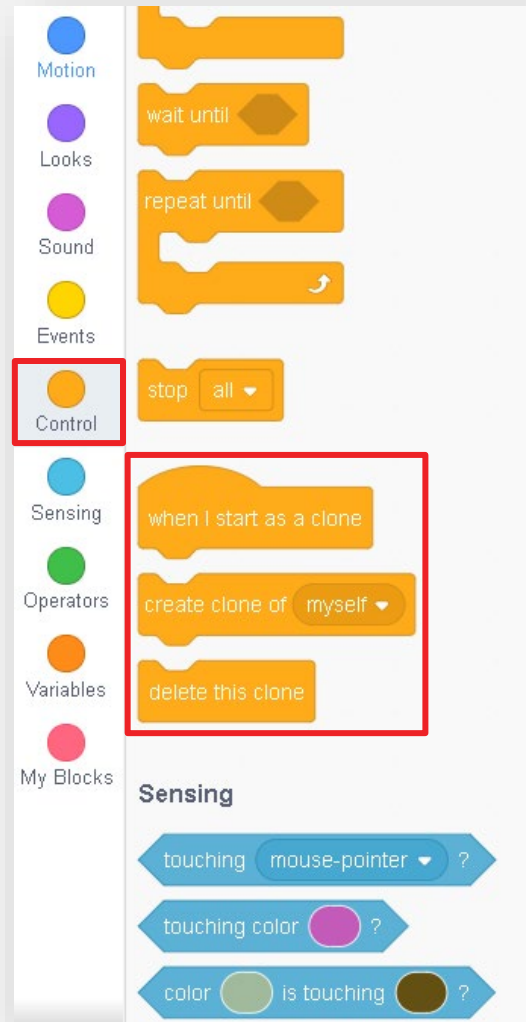 Motion
Looks
Sound
Events
Control
Sensing
Operators
Variables
My Blocks
wait until
repeat until
stop all
when I start as a clone
create clone of myself
delete this clone
Sensing
touching mouse-pointer ?
touching color ?
color is touching ?